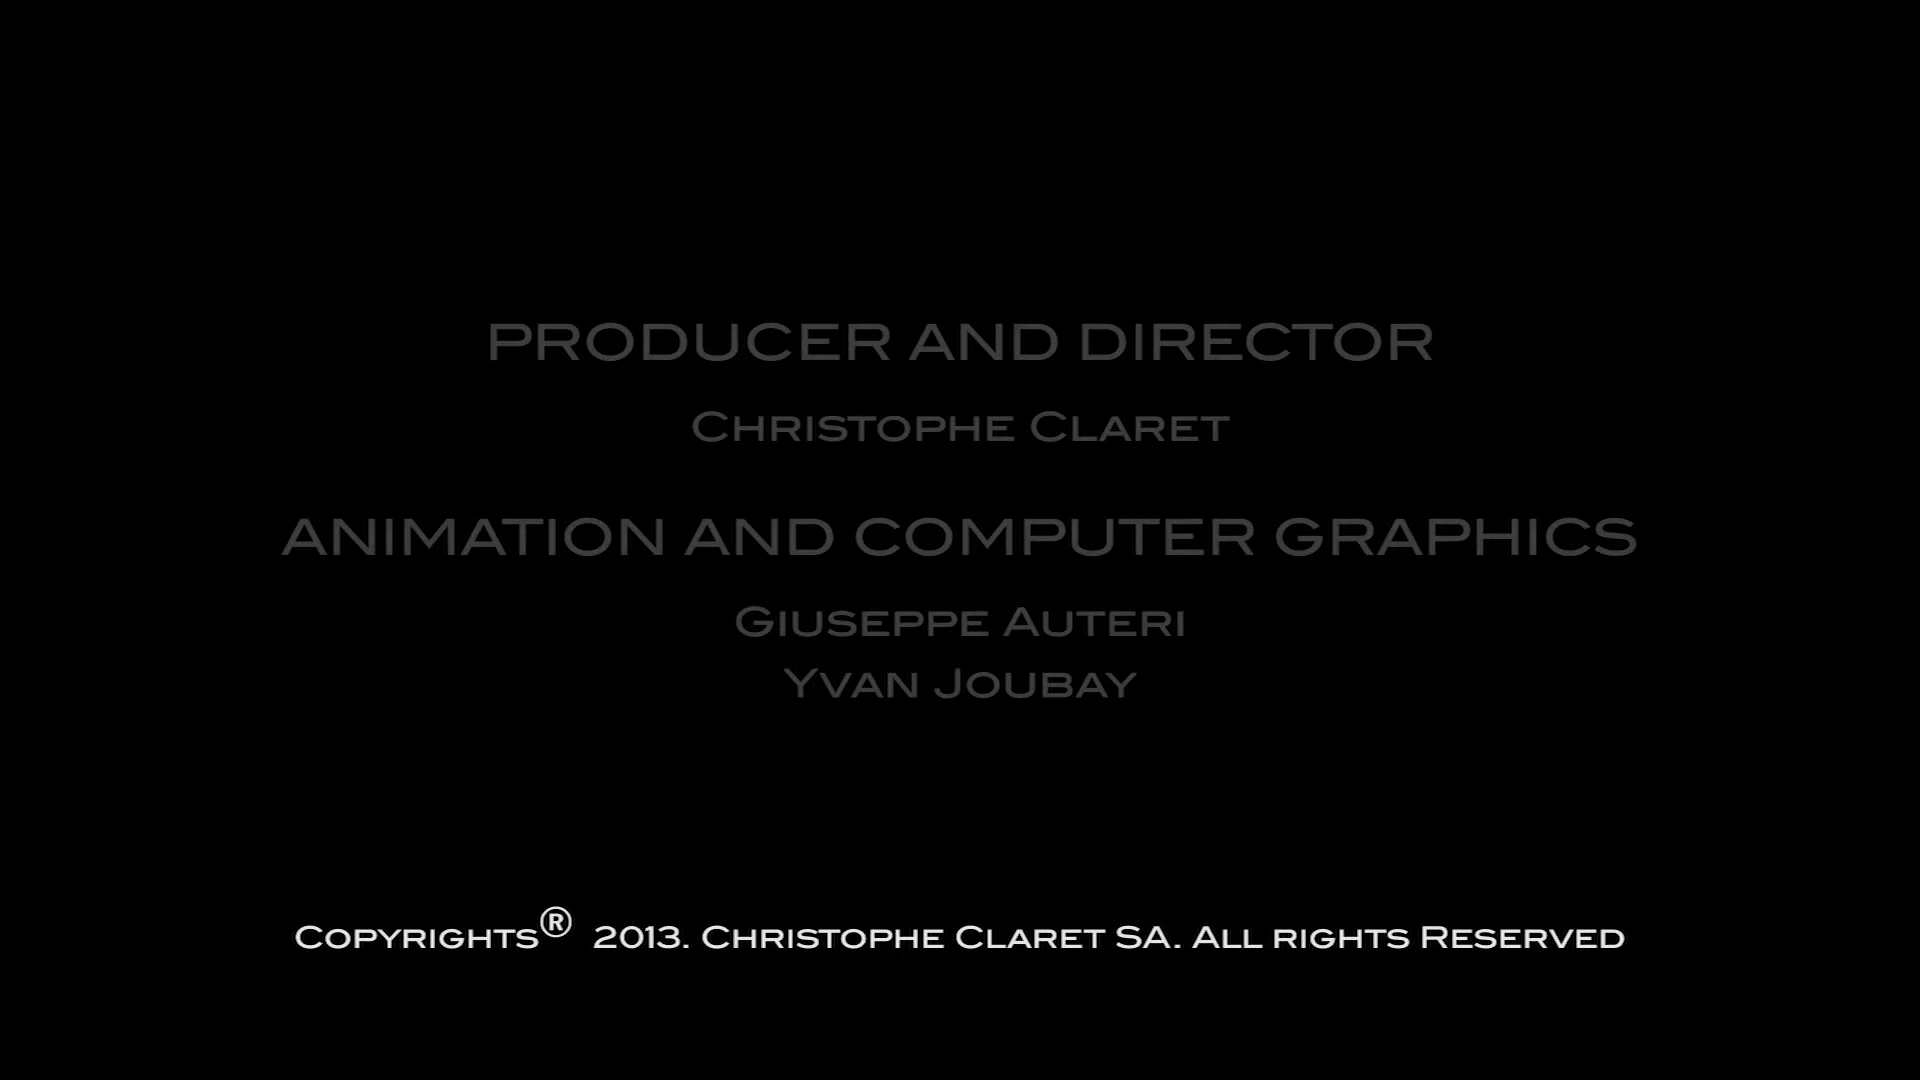 PRODUCER AND DIRECTOR
Christophe Claret
ANIMATION AND COMPUTER GRAPHICS
Giuseppe Auteri
Yvan Joubay
Copyrights® 2013. Christophe Claret SA. All rights Reserved